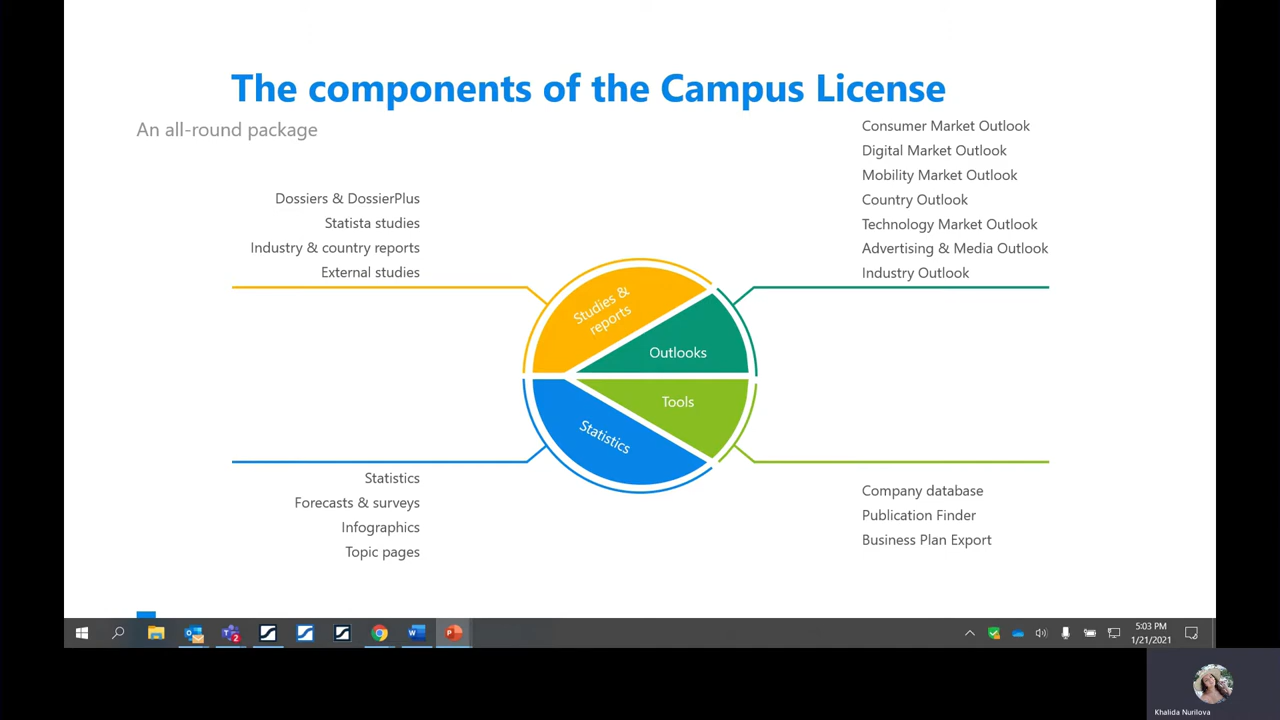 The components of the Campus License
An all-round package
Dossiers & DossierPlus
Statista studies
Industry & country reports
External studies
Consumer Market Outlook
Digital Market Outlook
Mobility Market Outlook
Country Outlook
Technology Market Outlook
Advertising & Media Outlook
Industry Outlook
Studies &
reports
Outlooks
Tools
Statistics
Statistics
Forecasts & surveys
Infographics
Topic pages
Company database
Publication Finder
Business Plan Export
2
5:03 PM
1/21/2021
Khalida Nurilova